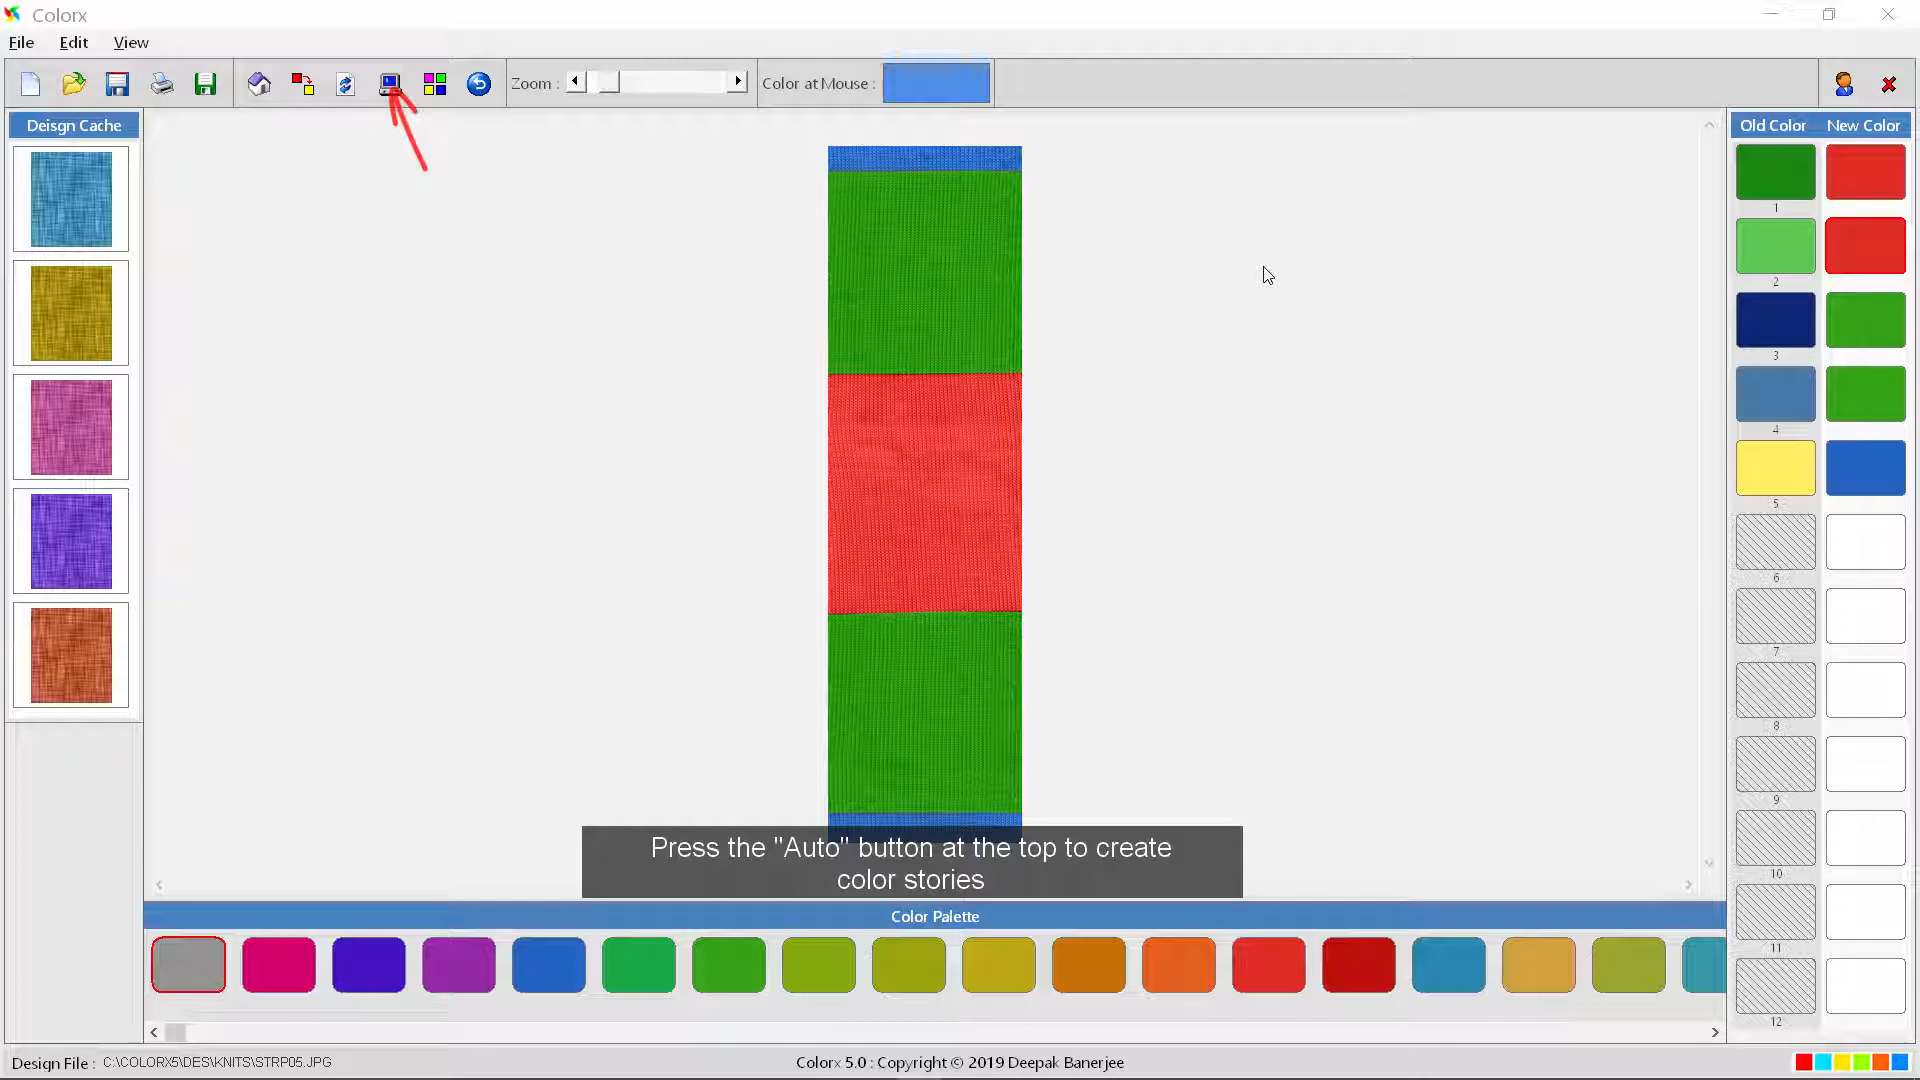 Colorx
File Edit View
Zoom : Color at Mouse :
Deisgn Cache
Old Color New Color
1
2
3
4
5
6
7
8
9
10
11
12
Press the "Auto" button at the top to create
color stories
Color Palette
Design File : C:\COLORX5\DES\KNITS\STRP05.JPG
Colorx 5.0 : Copyright © 2019 Deepak Banerjee